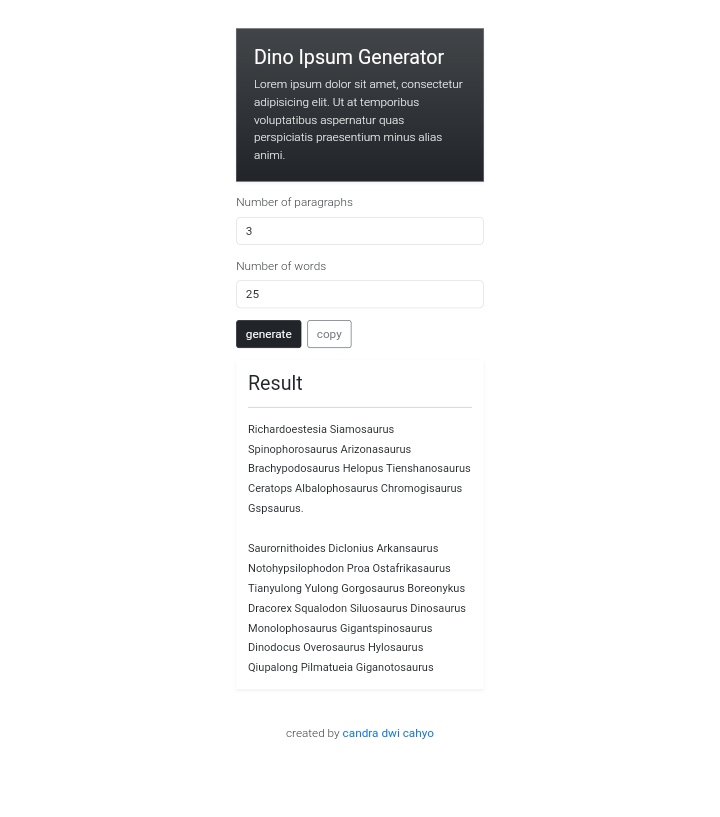 Dino Ipsum Generator
Lorem ipsum dolor sit amet, consectetur
adipisicing elit. Ut at temporibus
voluptatibus aspernatur quas
perspiciatis praesentium minus alias
animi.
Number of paragraphs
3
Number of words
25
generate copy
Result
Richardoestesia Siamosaurus
Spinophorosaurus Arizonasaurus
Brachypodosaurus Helopus Tienshanosaurus
Ceratops Albalophosaurus Chromogisaurus
Gspsaurus.
Saurornithoides Diclonius Arkansaurus
Notohypsilophodon Proa Ostafrikasaurus
Tianyulong Yulong Gorgosaurus Boreonykus
Dracorex Squalodon Siluosaurus Dinosaurus
Monolophosaurus Gigantspinosaurus
Dinodocus Overosaurus Hylosaurus
Qiupalong Pilmatueia Giganotosaurus
created by candra dwi cahyo